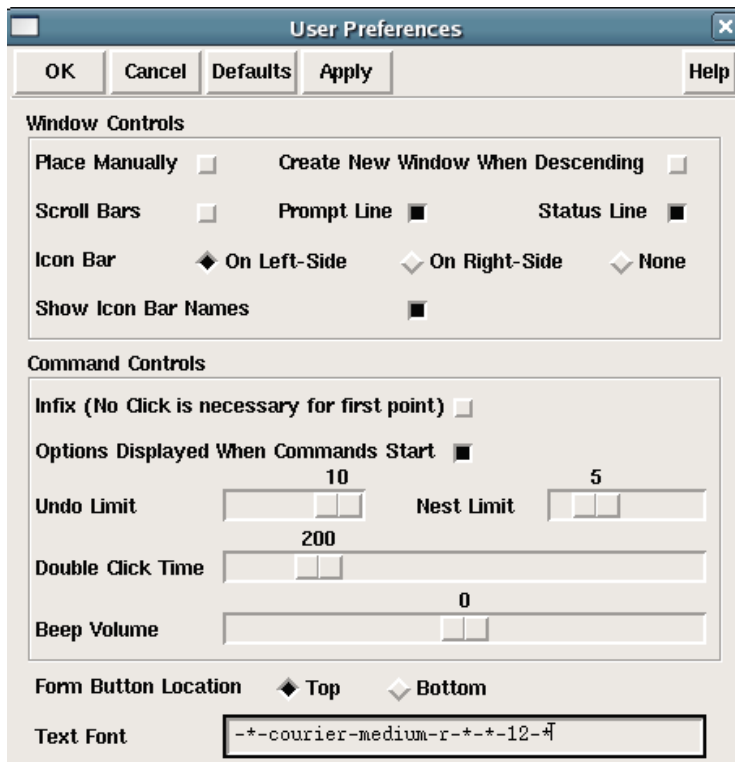 User Preferences
OK Cancel Defaults Apply Help
Window Controls
Place Manually Create New Window When Descending
Scroll Bars Prompt Line Status Line
Icon Bar On Left-Side On Right-Side None
Show Icon Bar Names
Command Controls
Infix (No Click is necessary for first point)
Options Displayed When Commands Start
10 5
Undo Limit Nest Limit
200
Double Click Time
0
Beep Volume
Form Button Location Top Bottom
Text Font -*-courier-medium-r-*-*-12-*